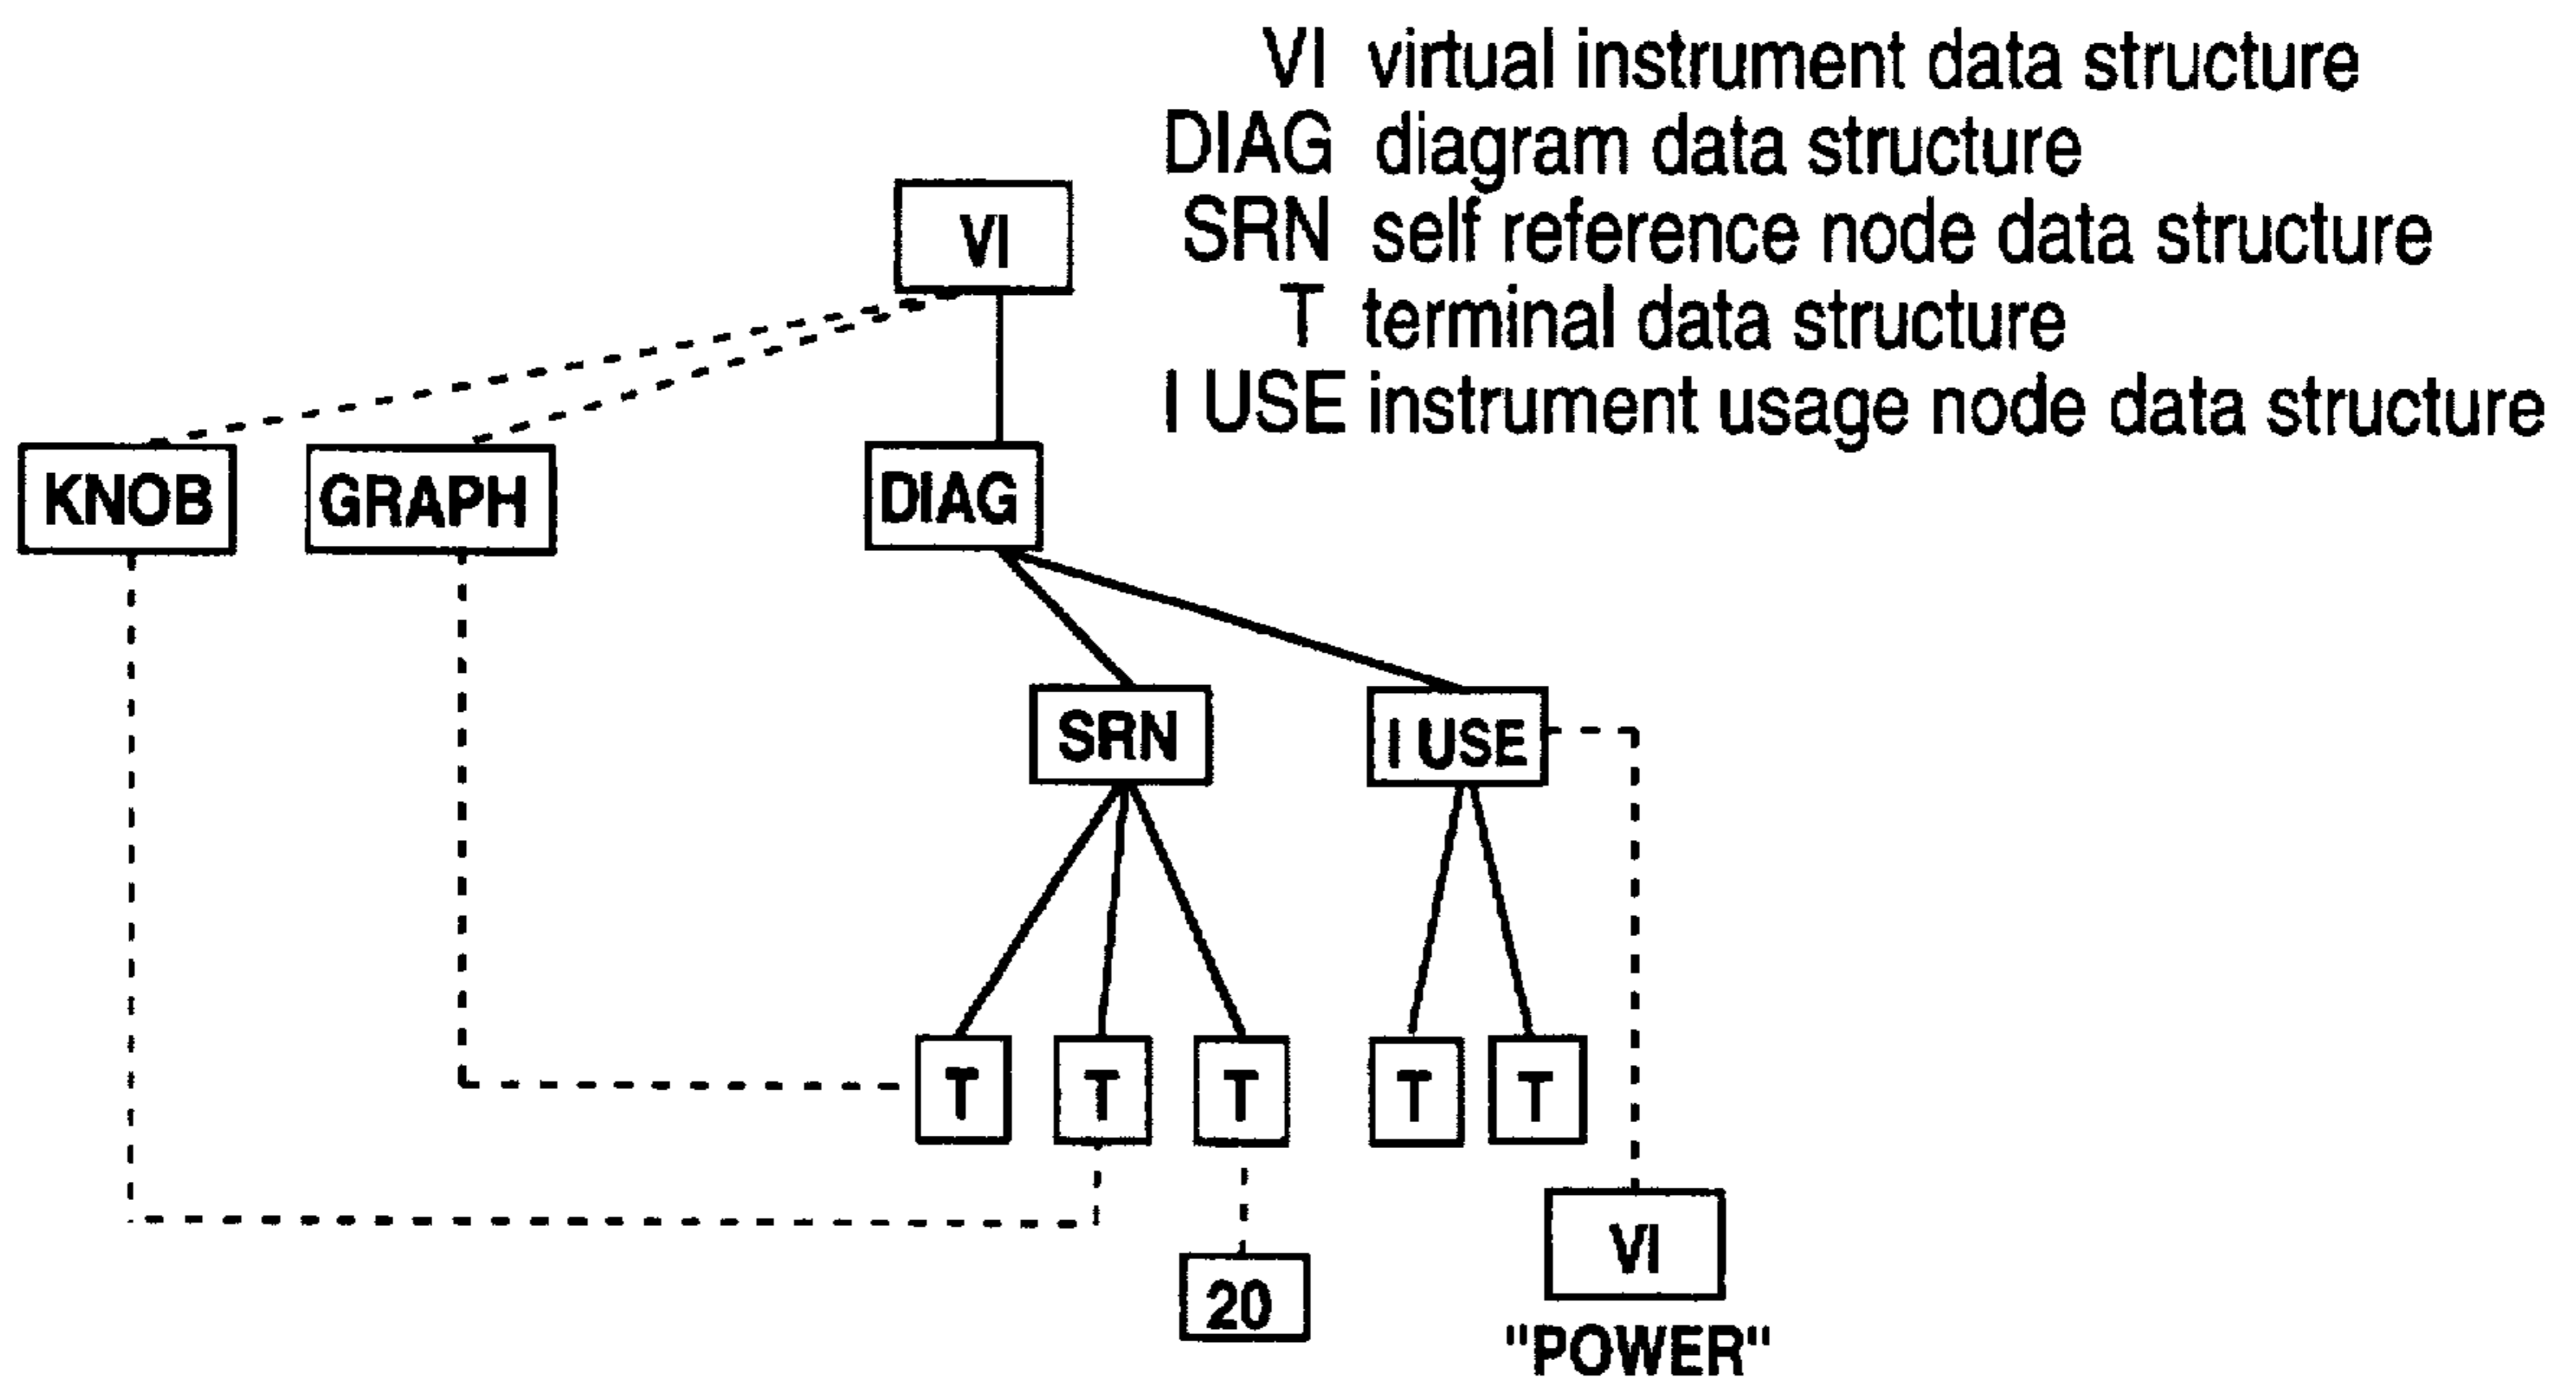 VI virtual instrument data structure
DIAG diagram data structure
SRN self reference node data structure
T terminal data structure
I USE instrument usage node data structure
VI
KNOB GRAPH DIAG
SRN I USE
T T T T T
VI
20
"POWER"